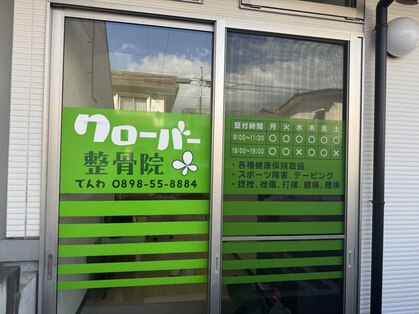 クローバー
整骨院
でんわ 0898-55-8884
受付時間 月 火 水 木 金 土
9:00~11:30 ○ ○ ○ ○ ○ ○
16:00~19:00 ○ ○ × ○ ○ ×
・各種健康保険取扱
・スポーツ障害、テーピング
・捻挫、挫傷、打撲、膝痛、腰痛